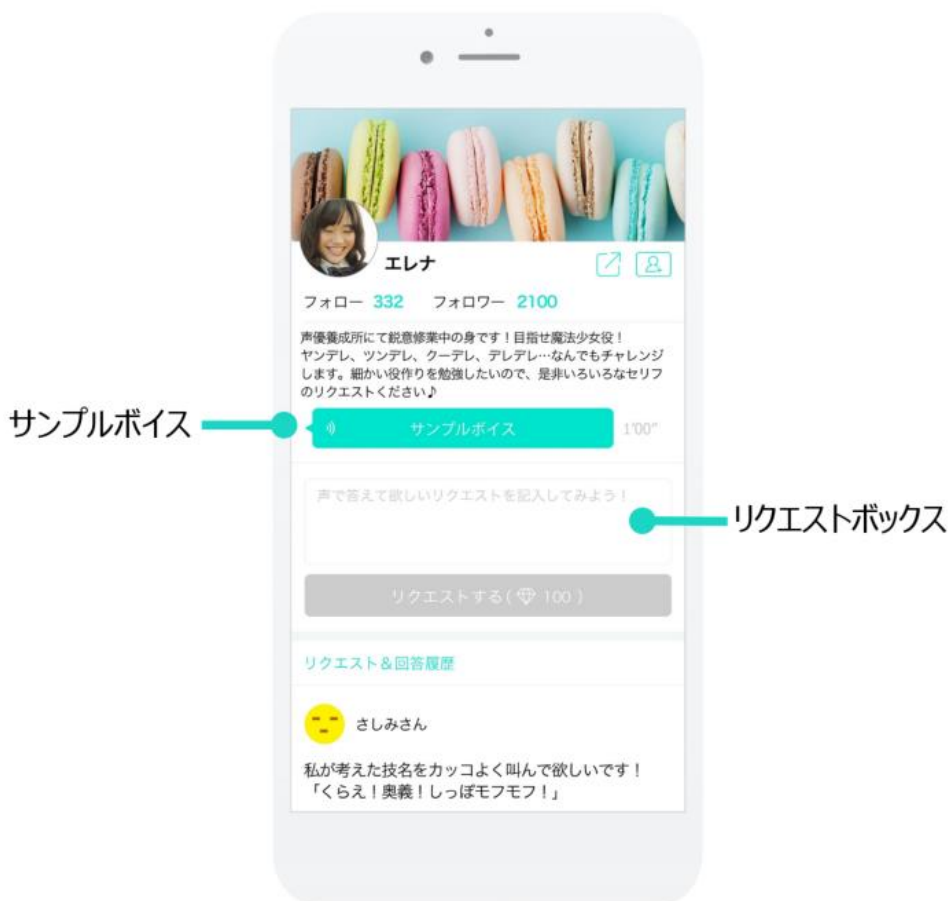 エレナ
フォロー 332 フォロワー 2100
声優養成所にて鋭意修業中の身です！目指せ魔法少女役！
ヤンデレ、ツンデレ、クーデレ、デレデレ…なんでもチャレンジ
します。細かい役作りを勉強したいので、是非いろいろなセリフ
のリクエストください♪
サンプルボイス
サンプルボイス 1'00"
声で答えて欲しいリクエストを記入してみよう！
リクエストボックス
リクエストする( 100 )
リクエスト＆回答履歴
さしみさん
私が考えた技名をカッコよく叫んで欲しいです！
「くらえ！奥義！しっぽモフモフ！」